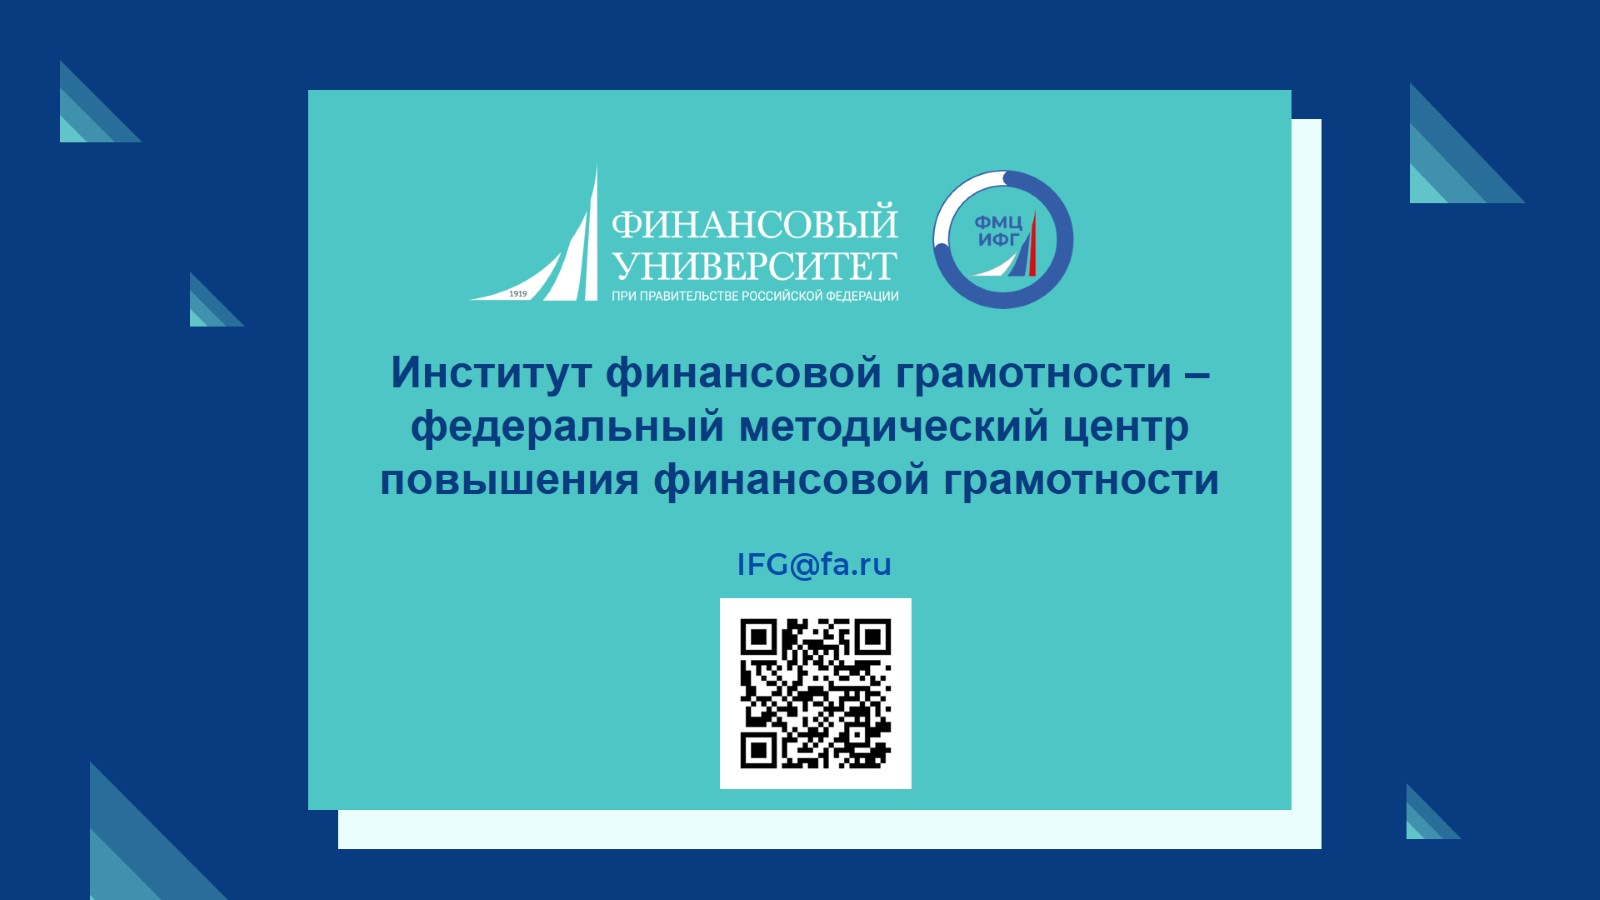 ФИНАНСОВЫЙ
УНИВЕРСИТЕТ
ПРИ ПРАВИТЕЛЬСТВЕ РОССИЙСКОЙ ФЕДЕРАЦИИ
1919
ФМЦ
ИФГ
Институт финансовой грамотности –
федеральный методический центр
повышения финансовой грамотности
IFG@fa.ru